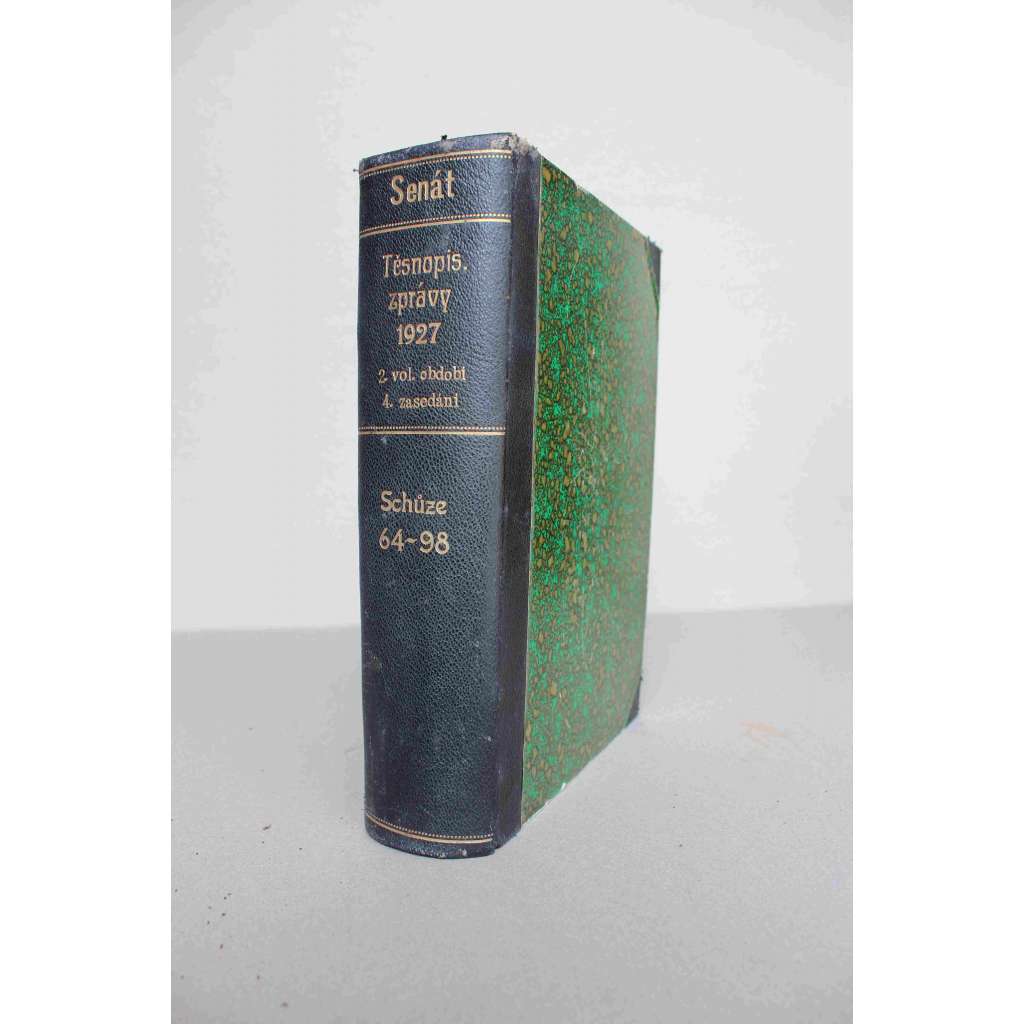 Senát
Těsnopis.
zprávy
1927
2. vol. období
4. zasedání
Schůze
64-98